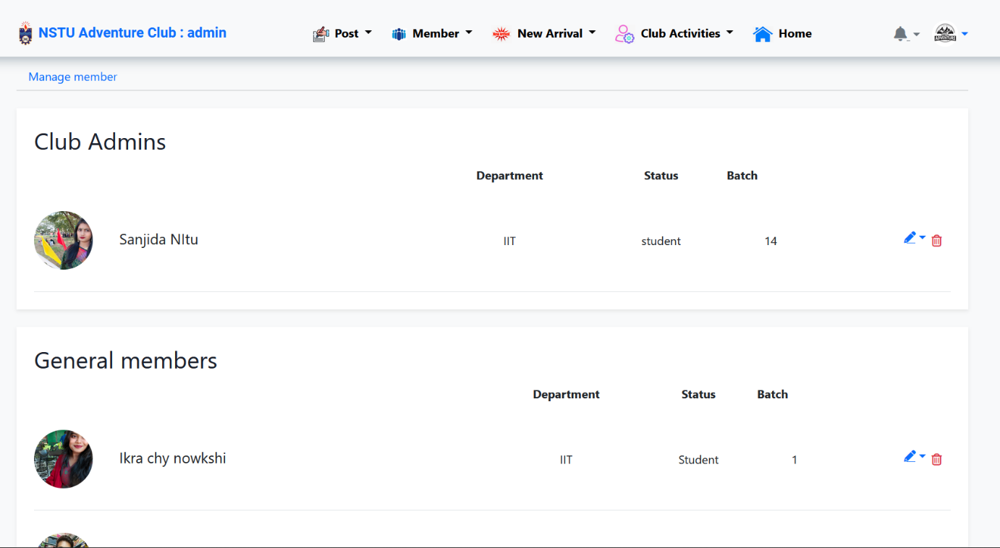 NSTU Adventure Club : admin Post Member New Arrival Club Activities Home
Manage member
Club Admins
Department Status Batch
Sanjida NItu IIT student 14
General members
Department Status Batch
Ikra chy nowkshi IIT Student 1